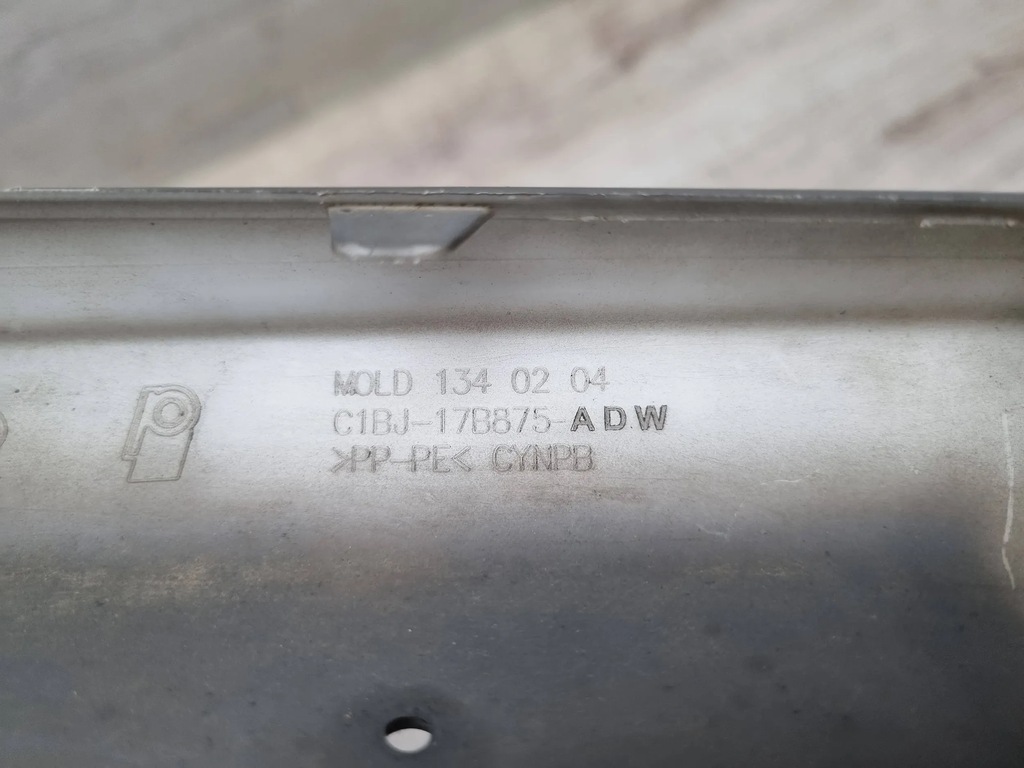 MOLD 134 02 04
C1BJ-17B875-ADW
>PP-PE< CYNPB